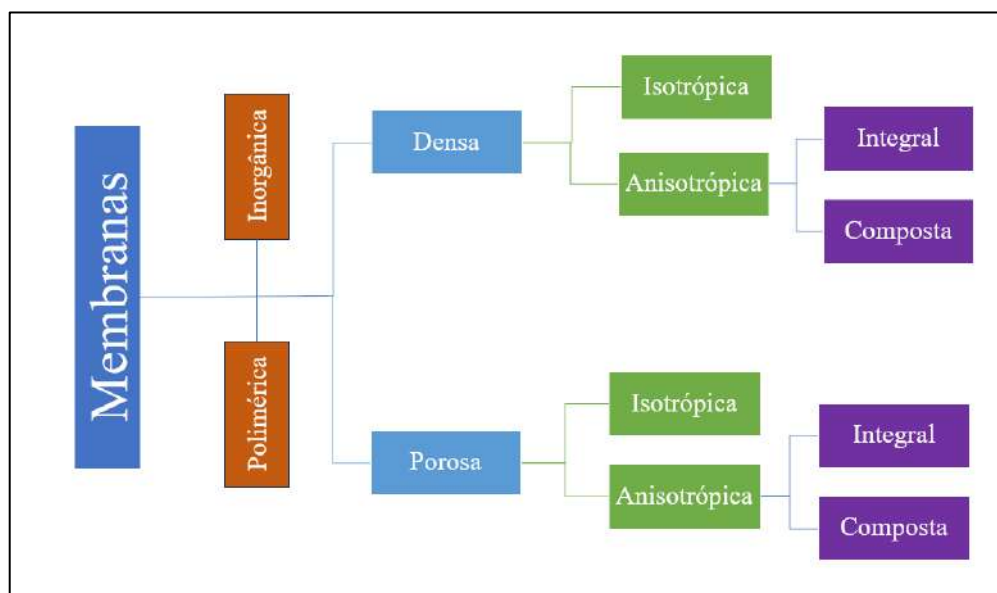 Membranas
Inorgânica
Polimérica
Densa
Isotrópica
Anisotrópica
Integral
Composta
Porosa
Isotrópica
Anisotrópica
Integral
Composta